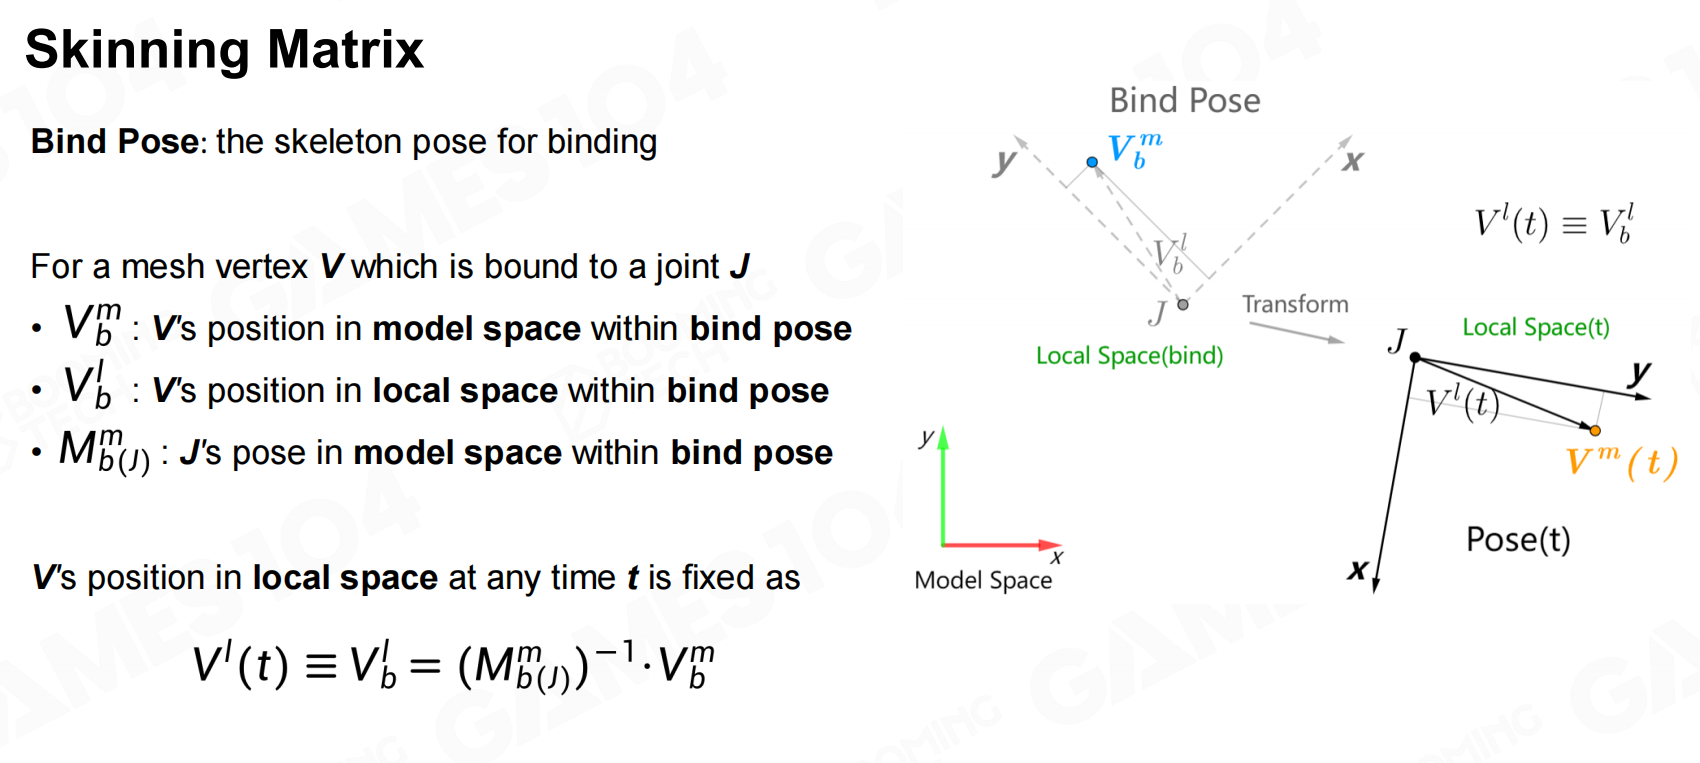 Skinning Matrix
Bind Pose: the skeleton pose for binding
For a mesh vertex V which is bound to a joint J
• V_b^m : V's position in model space within bind pose
• V_b^l : V's position in local space within bind pose
• M_{b(J)}^m : J's pose in model space within bind pose
V's position in local space at any time t is fixed as
V^l(t) ≡ V_b^l = (M_{b(J)}^m)^{-1} · V_b^m
Bind Pose
V_b^m
y
x
V_b^l
J
Local Space(bind)
Transform
V^l(t) ≡ V_b^l
Local Space(t)
J
y
V^l(t)
V^m(t)
x
Pose(t)
y
x
Model Space
GAMES104